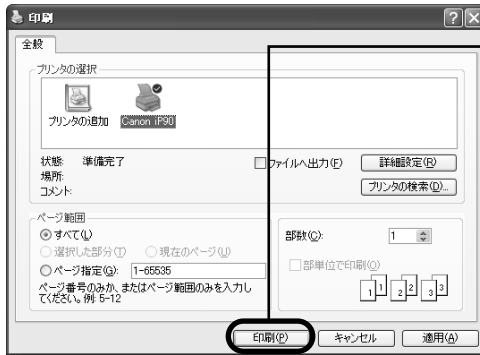 印刷
全般
プリンタの選択
プリンタの追加
Canon iP90
状態: 準備完了
場所:
コメント:
ファイルへ出力(F)
詳細設定(R)
プリンタの検索(D)...
ページ範囲
すべて(L)
選択した部分(T)
現在のページ(U)
ページ指定(G): 1-65535
ページ番号のみか、またはページ範囲のみを入力し
てください。例: 5-12
部数(C): 1
部単位で印刷(O)
1 1 2 2 3 3
印刷(P)
キャンセル
適用(A)